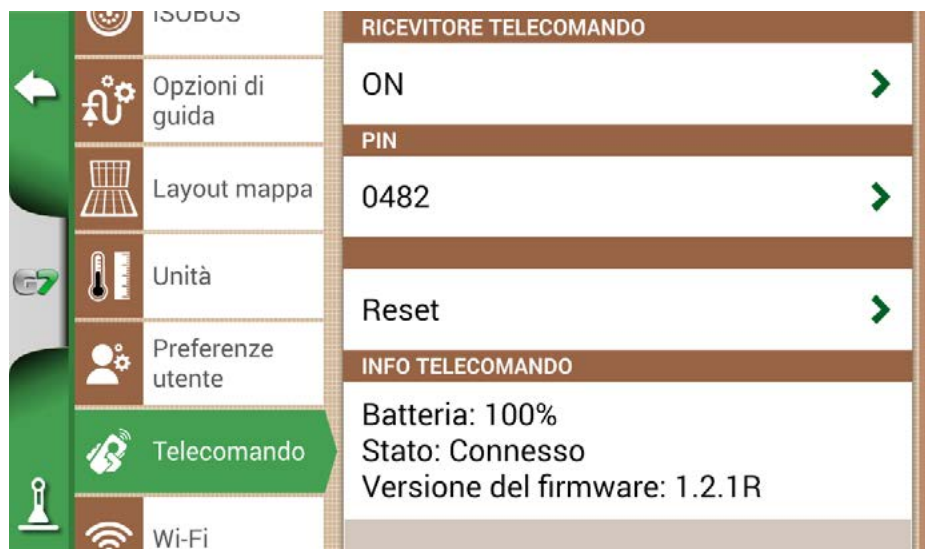 ISOBUS
Opzioni di
guida
Layout mappa
Unità
Preferenze
utente
Telecomando
Wi-Fi
G7
RICEVITORE TELECOMANDO
ON
PIN
0482
Reset
INFO TELECOMANDO
Batteria: 100%
Stato: Connesso
Versione del firmware: 1.2.1R